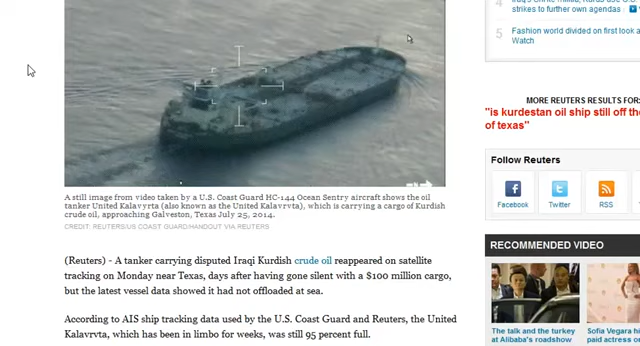 A still image from video taken by a U.S. Coast Guard HC-144 Ocean Sentry aircraft shows the oil
tanker United Kalavyrta (also known as the United Kalavrvta), which is carrying a cargo of Kurdish
crude oil, approaching Galveston, Texas July 25, 2014.
CREDIT: REUTERS/US COAST GUARD/HANDOUT VIA REUTERS
(Reuters) - A tanker carrying disputed Iraqi Kurdish crude oil reappeared on satellite
tracking on Monday near Texas, days after having gone silent with a $100 million cargo,
but the latest vessel data showed it had not offloaded at sea.
According to AIS ship tracking data used by the U.S. Coast Guard and Reuters, the United
Kalavrvta, which has been in limbo for weeks, was still 95 percent full.
4
strikes to further own agendas
5 Fashion world divided on first look a
Watch
MORE REUTERS RESULTS FOR:
"is kurdestan oil ship still off the
of texas"
Follow Reuters
Facebook
Twitter
RSS
RECOMMENDED VIDEO
The talk and the turkey
at Alibaba's roadshow
Sofia Vegara hi
paid actress o